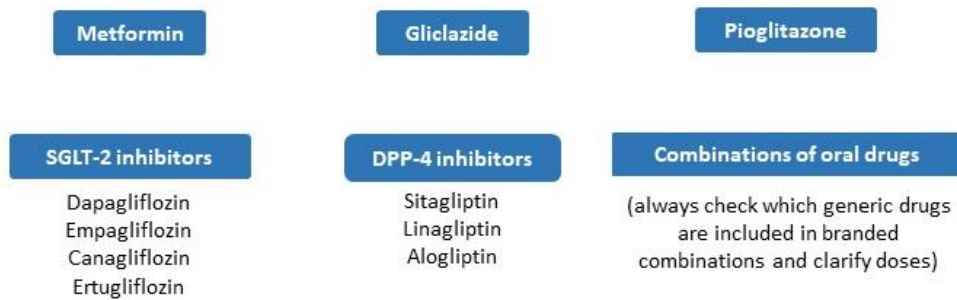 Metformin
Gliclazide
Pioglitazone
SGLT-2 inhibitors
Dapagliflozin
Empagliflozin
Canagliflozin
Ertugliflozin
DPP-4 inhibitors
Sitagliptin
Linagliptin
Alogliptin
Combinations of oral drugs
(always check which generic drugs
are included in branded
combinations and clarify doses)